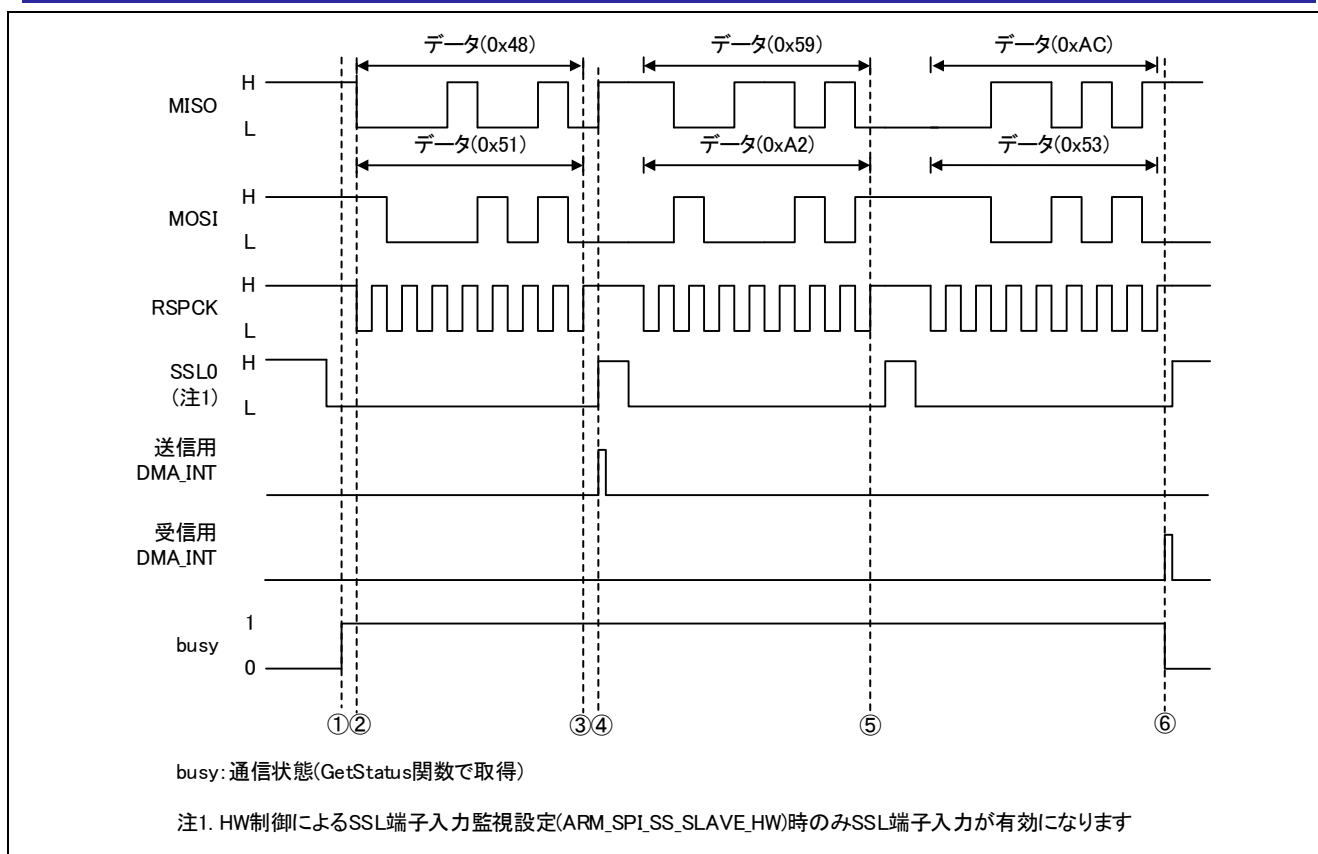 データ(0x48) データ(0x59) データ(0xAC)
H
MISO
L
データ(0x51) データ(0xA2) データ(0x53)
H
MOSI
L
H
RSPCK
L
H
SSL0
(注1)
L
送信用
DMA_INT
受信用
DMA_INT
1
busy
0
①② ③④ ⑤ ⑥
busy:通信状態(GetStatus関数で取得)
注1. HW制御によるSSL端子入力監視設定(ARM_SPI_SS_SLAVE_HW)時のみSSL端子入力が有効になります